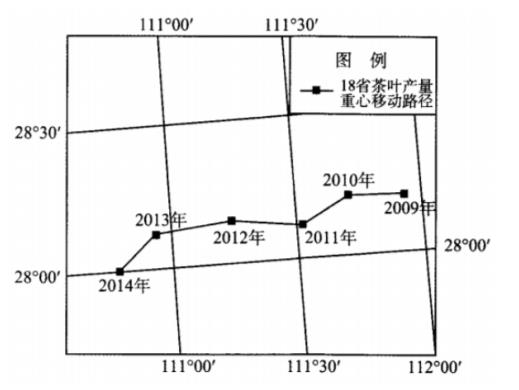 111°00′ 111°30′
图 例
18省茶叶产量
重心移动路径
28°30′
2010年
2009年
2013年
2012年
2011年
28°00′
28°00′
2014年
111°00′ 111°30′ 112°00′